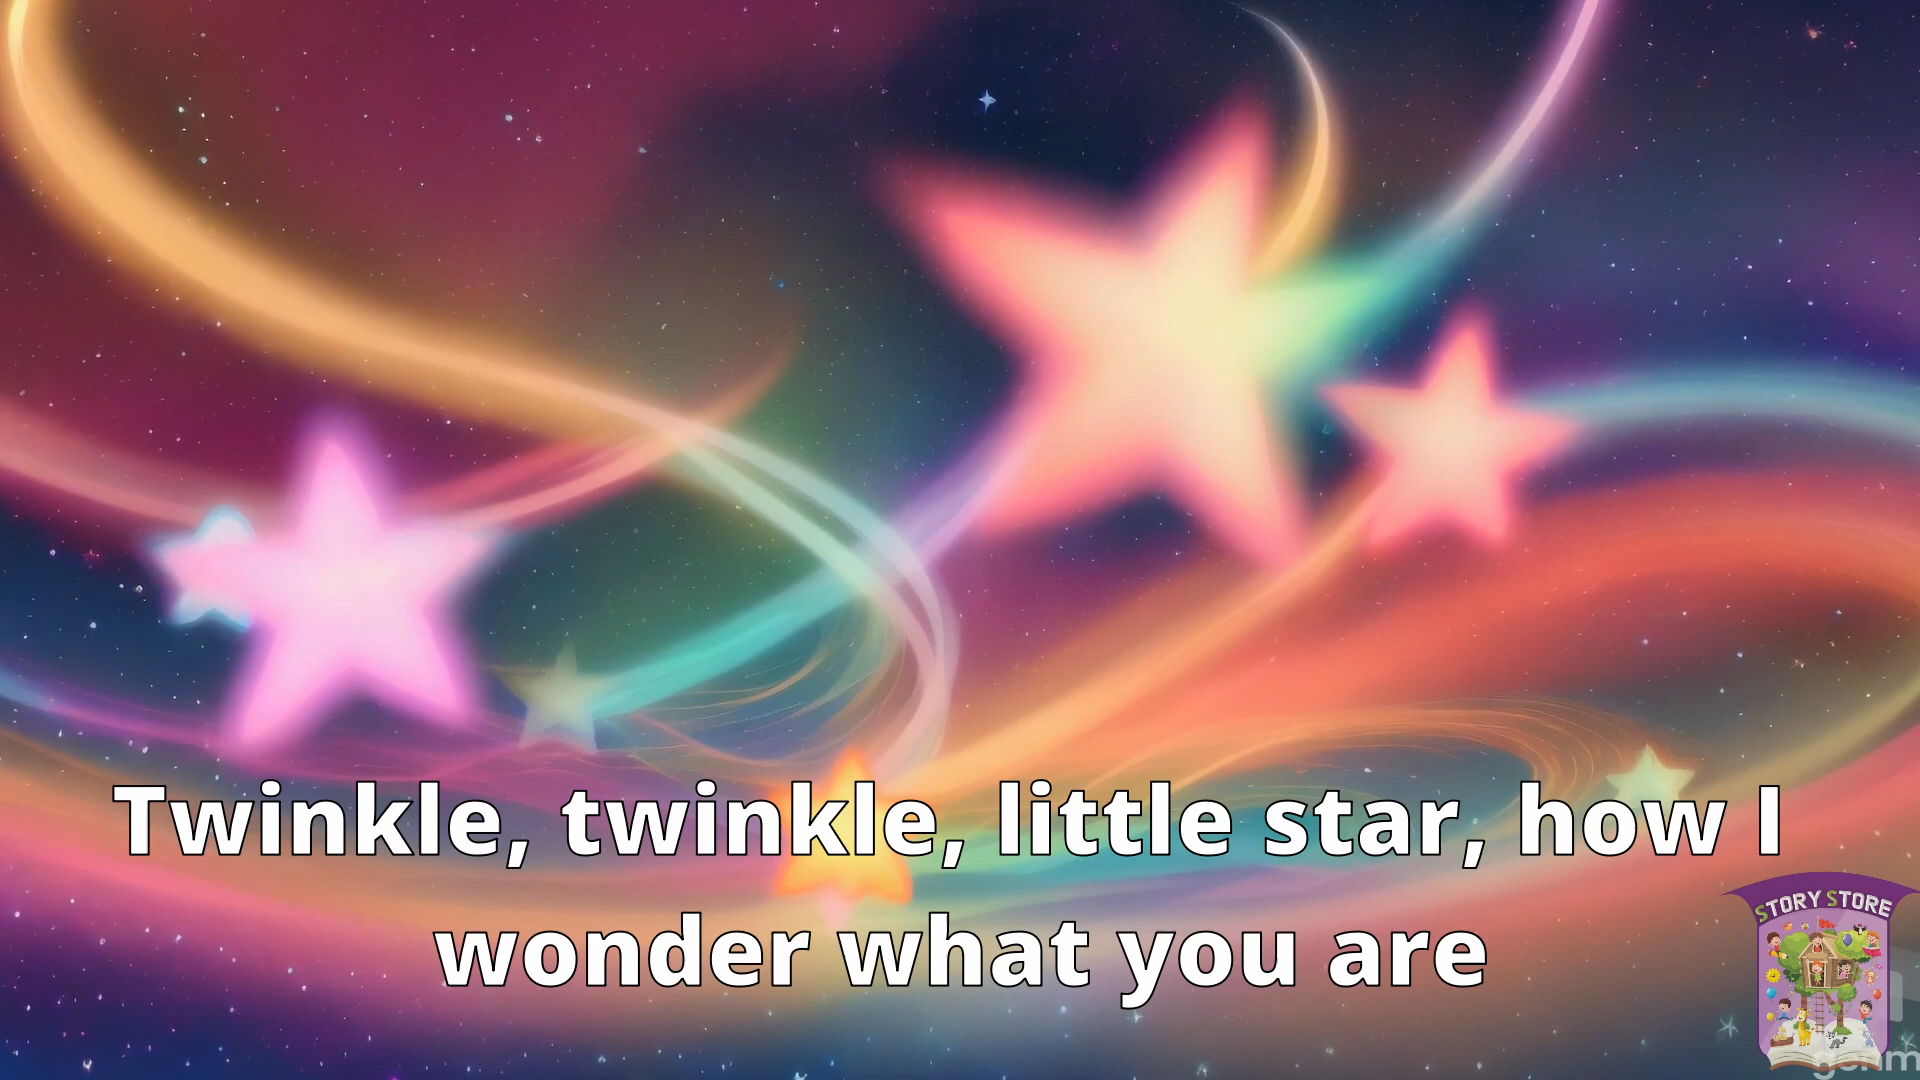 Twinkle, twinkle, little star, how I
wonder what you are
STORY STORE